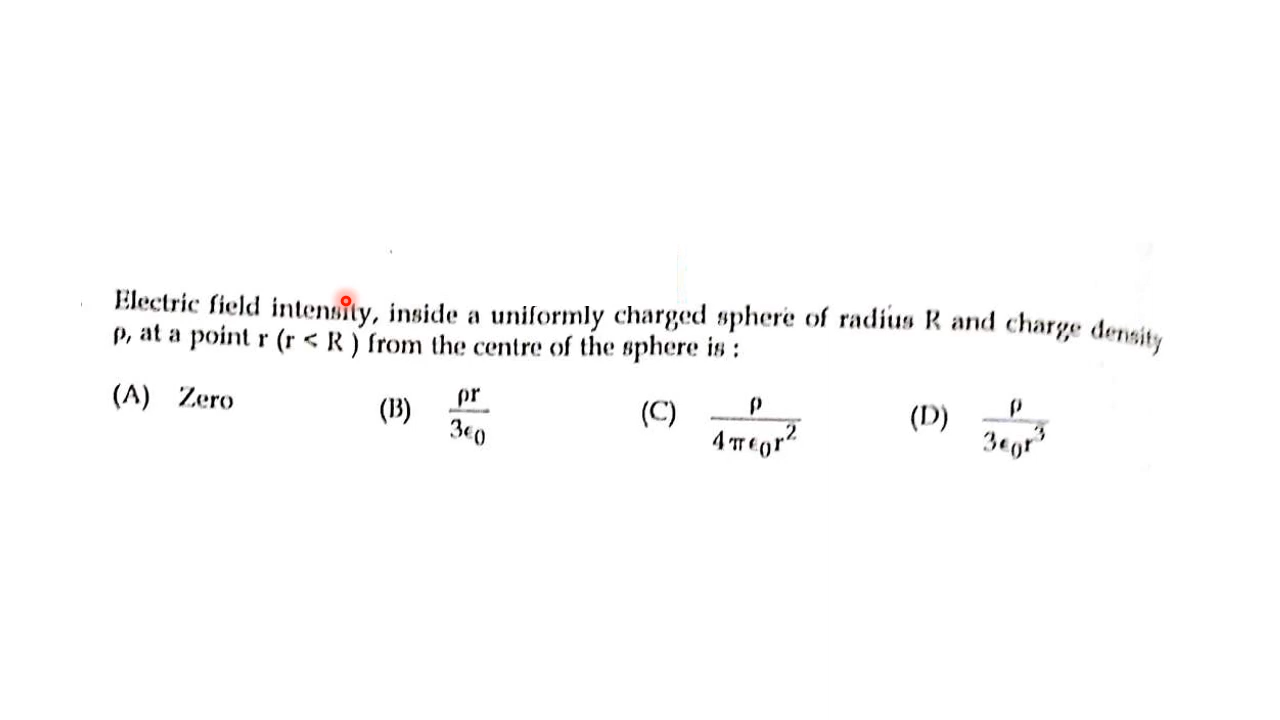 Electric field intensity, inside a uniformly charged sphere of radius R and charge density
ρ, at a point r (r < R ) from the centre of the sphere is :
(A) Zero (B) ρr / 3ϵ0 (C) ρ / 4πϵ0r² (D) ρ / 3ϵ0r³